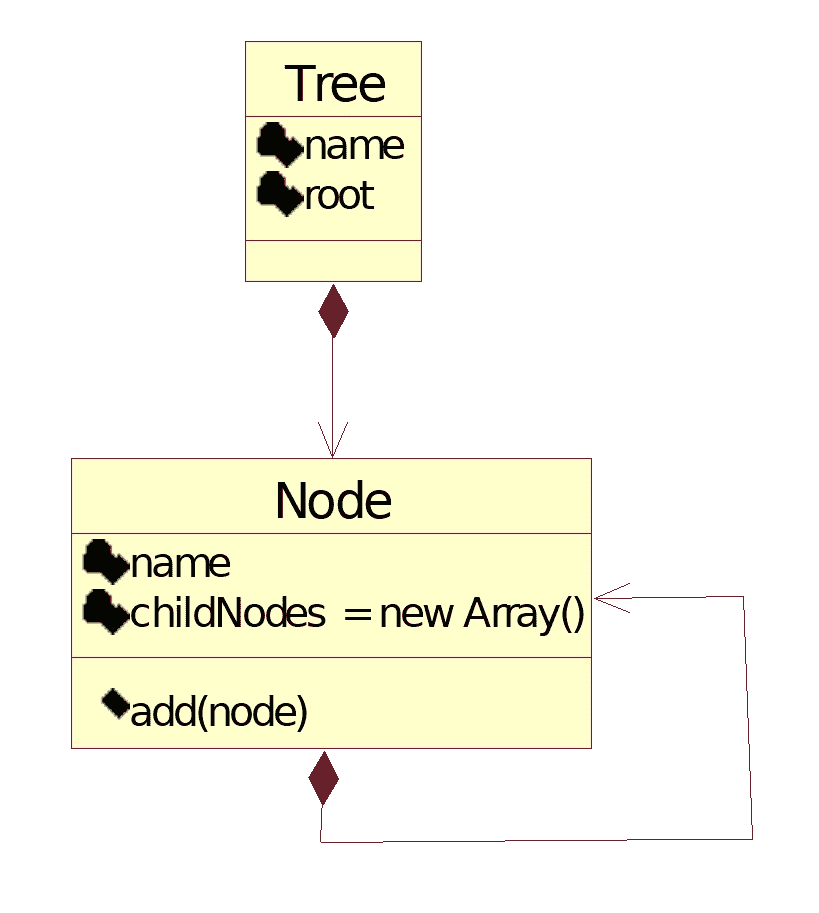 Tree
name
root
Node
name
childNodes = new Array()
add(node)